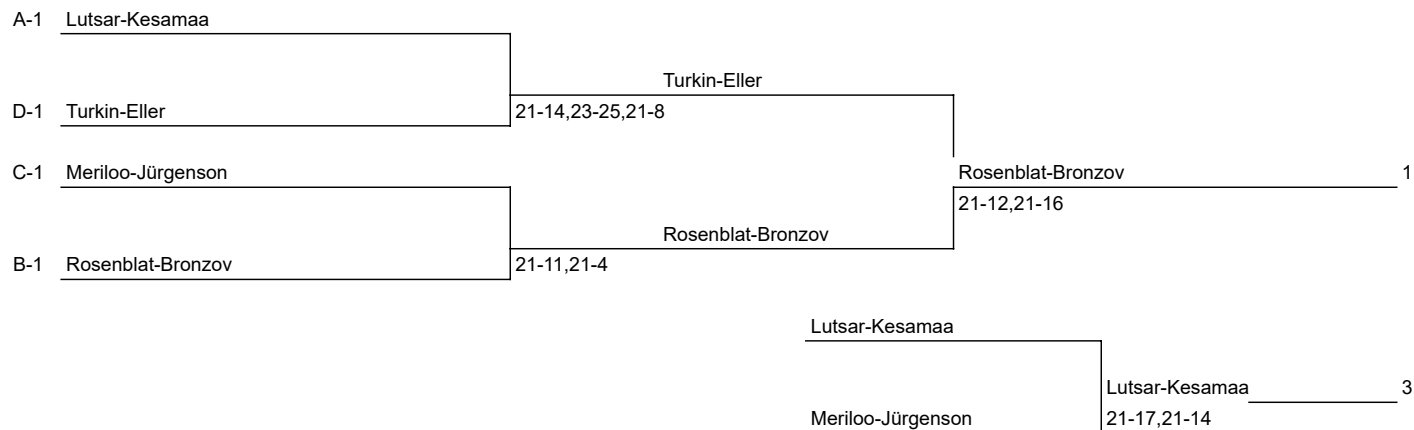 A-1 Lutsar-Kesamaa
Turkin-Eller
D-1 Turkin-Eller 21-14,23-25,21-8
C-1 Meriloo-Jürgenson Rosenblat-Bronzov 1
21-12,21-16
Rosenblat-Bronzov
B-1 Rosenblat-Bronzov 21-11,21-4
Lutsar-Kesamaa
Lutsar-Kesamaa 3
Meriloo-Jürgenson 21-17,21-14